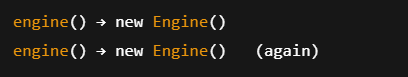 engine() → new Engine()
engine() → new Engine()   (again)